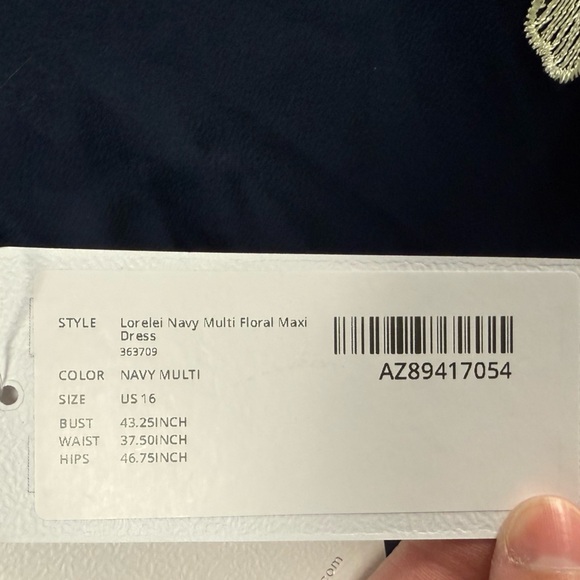 STYLE Lorelei Navy Multi Floral Maxi
Dress
363709
COLOR NAVY MULTI
SIZE US 16
BUST 43.25INCH
WAIST 37.50INCH
HIPS 46.75INCH
AZ89417054
.com